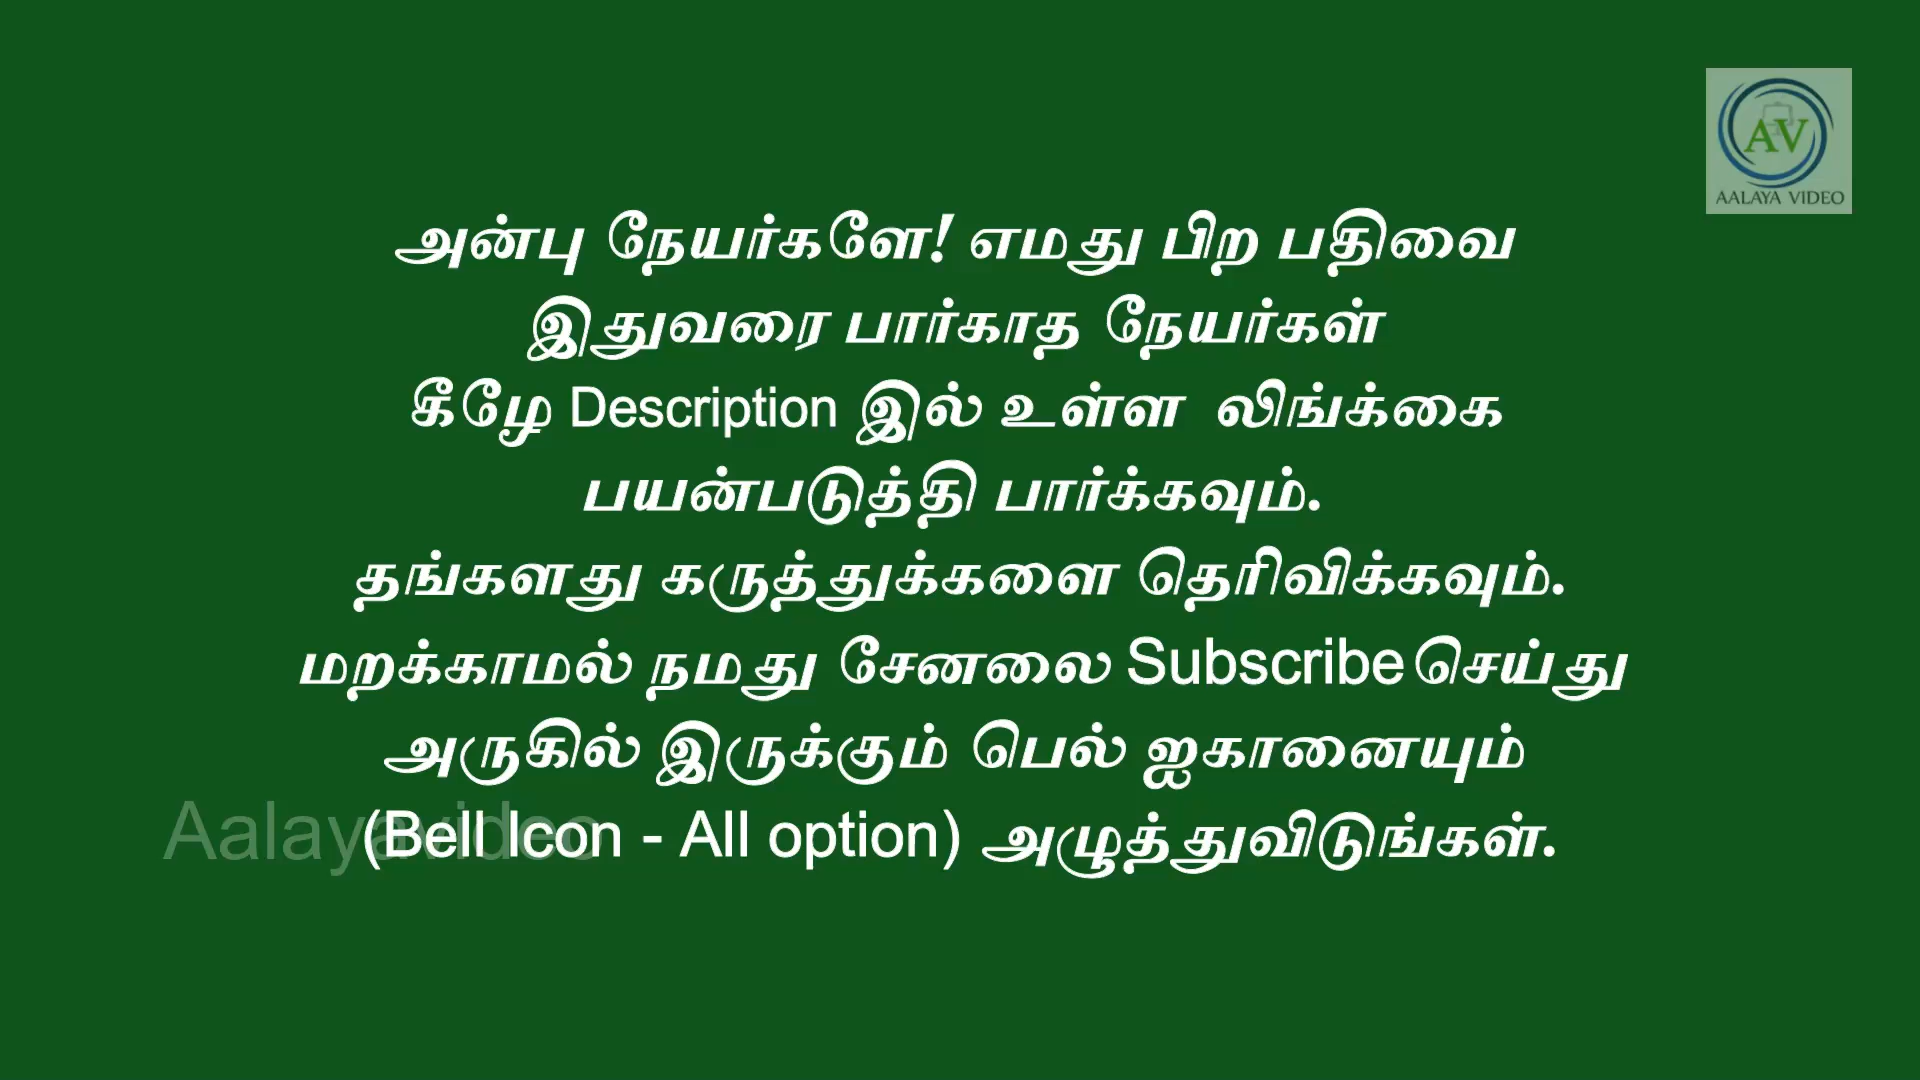 AV
AALAYA VIDEO
அன்பு நேயர்களே! எமது பிற பதிவை
இதுவரை பார்காத நேயர்கள்
கீழே Description இல் உள்ள லிங்க்கை
பயன்படுத்தி பார்க்கவும்.
தங்களது கருத்துக்களை தெரிவிக்கவும்.
மறக்காமல் நமது சேனலை Subscribe செய்து
அருகில் இருக்கும் பெல் ஐகானையும்
(Bell Icon - All option) அழுத்துவிடுங்கள்.
Aalayavideo